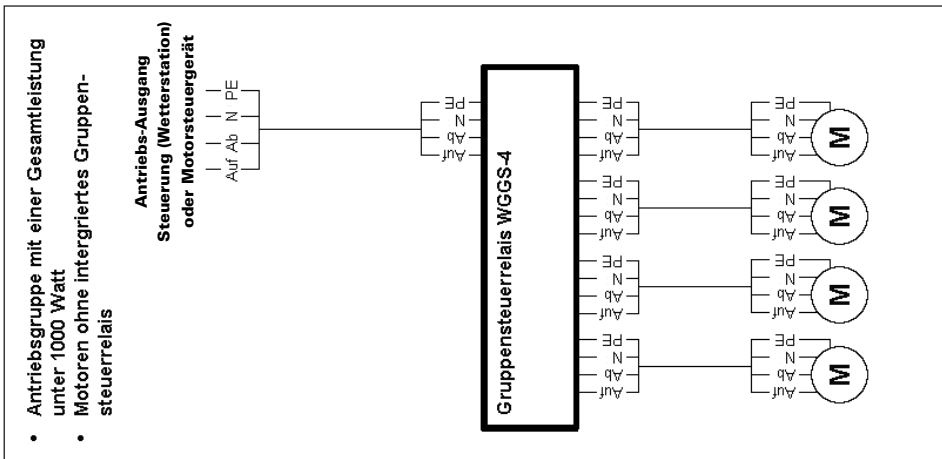 • Antriebsgruppe mit einer Gesamtleistung
unter 1000 Watt
• Motoren ohne intergriertes Gruppen-
steuerrelais
Antriebs-Ausgang
Steuerung (Wetterstation)
oder Motorsteuergerät
Auf Ab N PE
PE
N
Ab
Auf
Gruppensteuerrelais WGGS-4
PE
N
Ab
Auf
PE
N
Ab
Auf
M
PE
N
Ab
Auf
PE
N
Ab
Auf
M
PE
N
Ab
Auf
PE
N
Ab
Auf
M
PE
N
Ab
Auf
PE
N
Ab
Auf
M